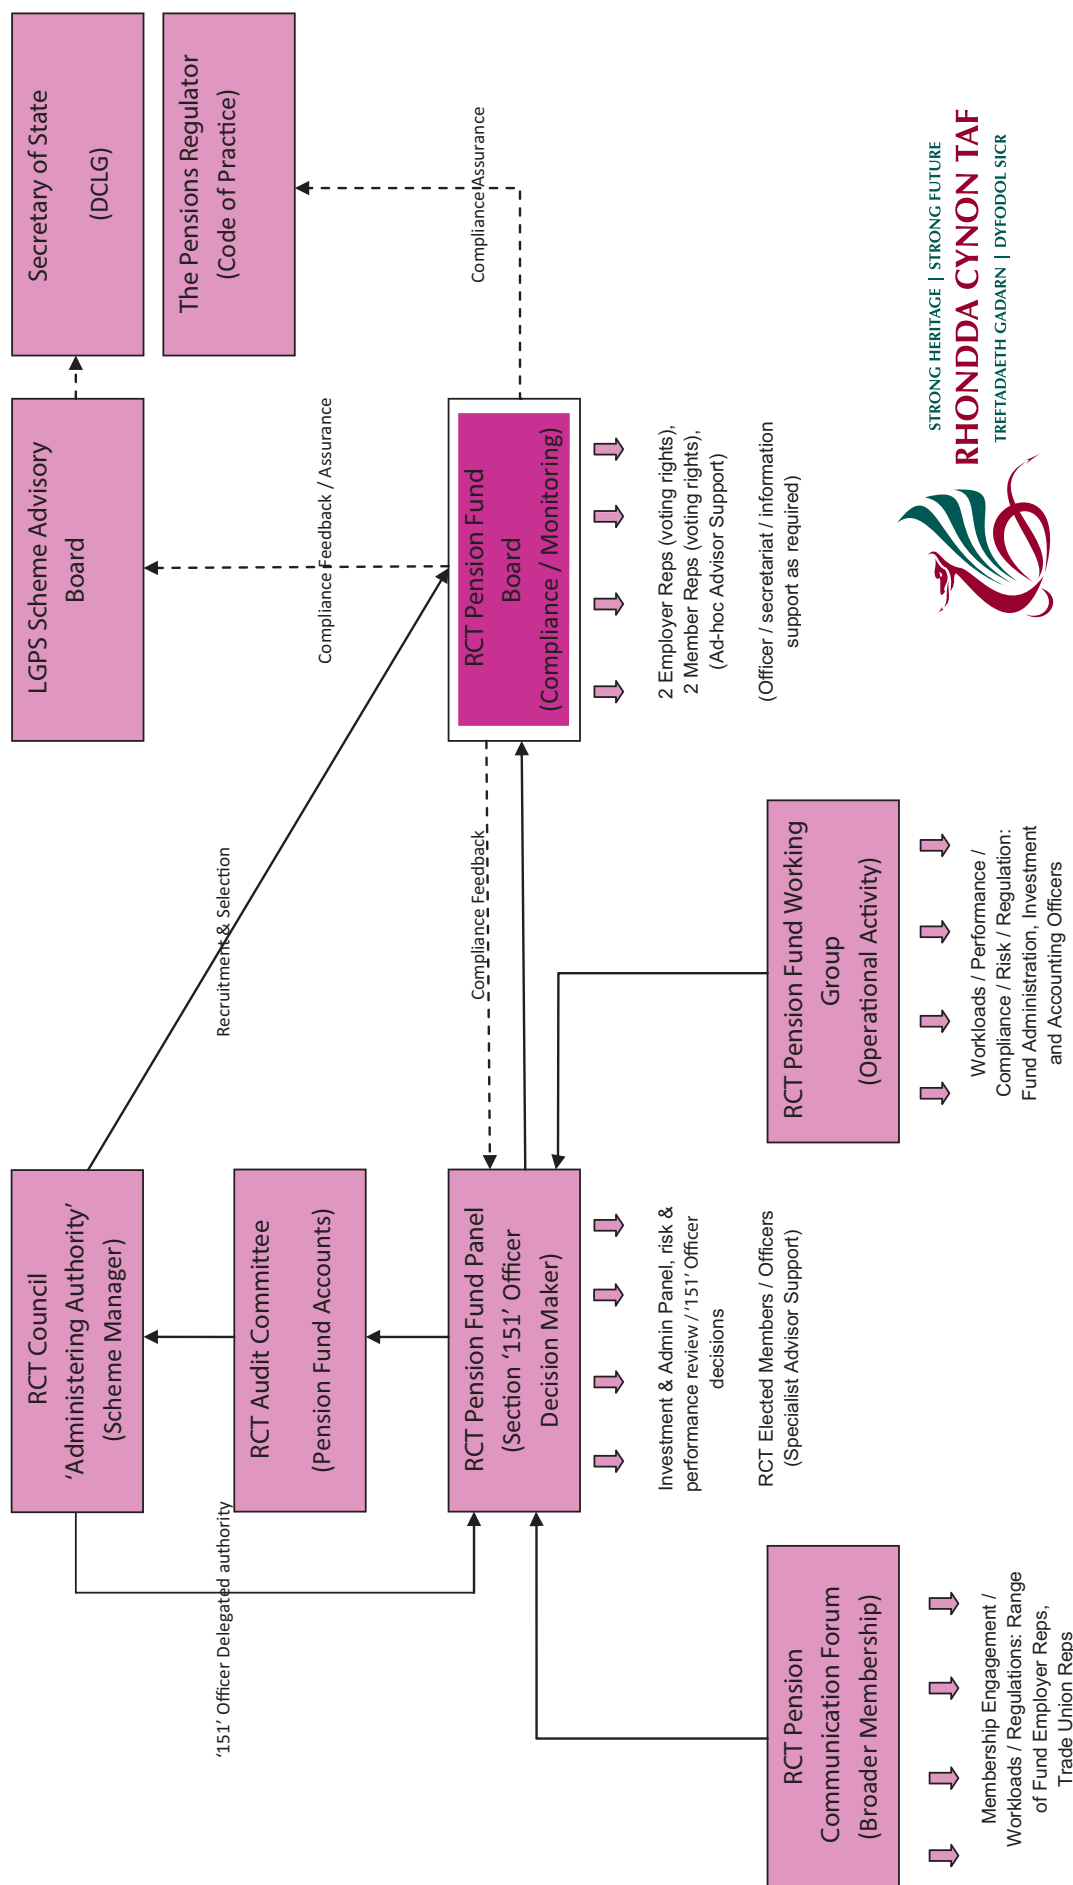 RCT Council
‘Administering Authority’
(Scheme Manager)
LGPS Scheme Advisory
Board
Secretary of State
(DCLG)
The Pensions Regulator
(Code of Practice)
‘151’ Officer Delegated authority
Recruitment & Selection
RCT Audit Committee
(Pension Fund Accounts)
Compliance Feedback / Assurance
Compliance Assurance
RCT Pension Fund Panel
(Section ‘151’ Officer
Decision Maker)
Compliance Feedback
RCT Pension Fund
Board
(Compliance / Monitoring)
Investment & Admin Panel, risk &
performance review / ‘151’ Officer
decisions
RCT Elected Members / Officers
(Specialist Advisor Support)
2 Employer Reps (voting rights),
2 Member Reps (voting rights),
(Ad-hoc Advisor Support)
(Officer / secretariat / information
support as required)
RCT Pension
Communication Forum
(Broader Membership)
RCT Pension Fund Working
Group
(Operational Activity)
Membership Engagement /
Workloads / Regulations: Range
of Fund Employer Reps,
Trade Union Reps
Workloads / Performance /
Compliance / Risk / Regulation:
Fund Administration, Investment
and Accounting Officers
STRONG HERITAGE | STRONG FUTURE
RHONDDA CYNON TAF
TREFTADAETH GADARN | DYFODOL SICR